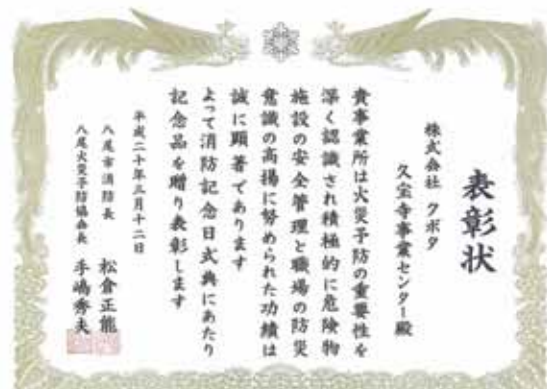 表彰状
株式会社 クボタ
久宝寺事業センター殿
貴事業所は火災予防の重要性を
深く認識され積極的に危険物
施設の安全管理と職場の防災
意識の高揚に努められた功績は
誠に顕著であります
よって消防記念日式典にあたり
記念品を贈り表彰します
平成二十年三月十二日
八尾市消防長 松倉正能
八尾火災予防協会長 手嶋秀夫